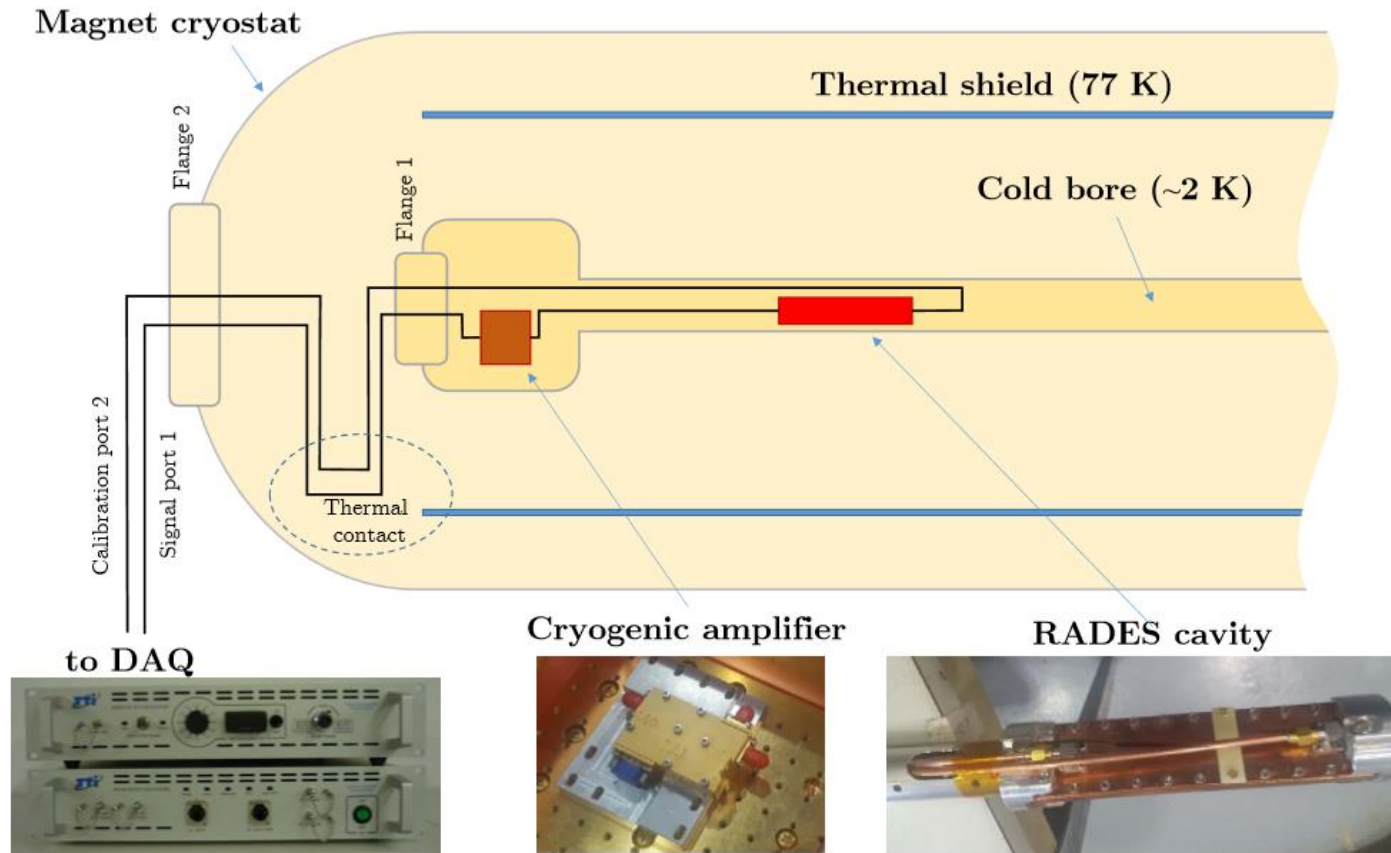 Magnet cryostat
Thermal shield (77 K)
Flange 2
Cold bore (~2 K)
Flange 1
Calibration port 2
Signal port 1
Thermal
contact
Cryogenic amplifier
RADES cavity
to DAQ